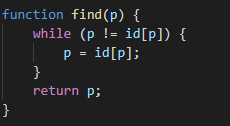 function find(p) {
    while (p != id[p]) {
        p = id[p];
    }
    return p;
}